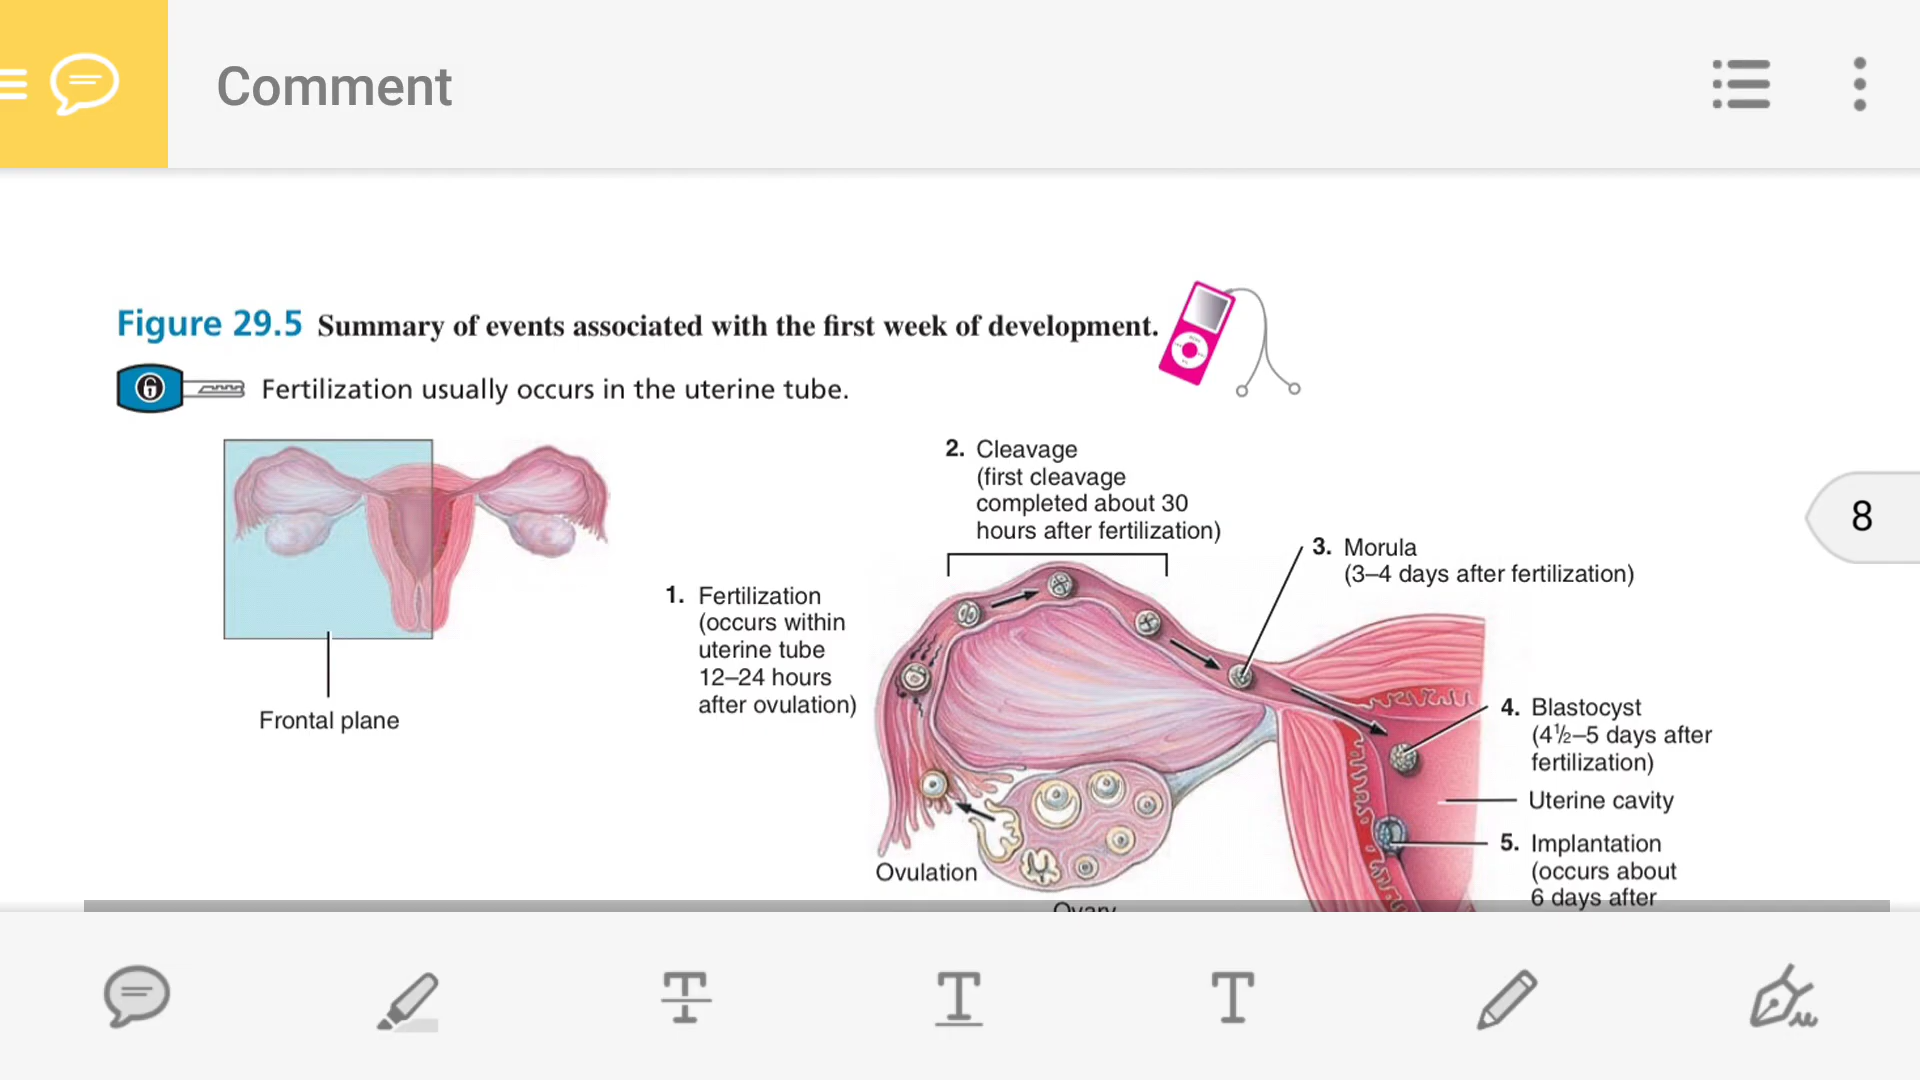 Comment
Figure 29.5 Summary of events associated with the first week of development.
Fertilization usually occurs in the uterine tube.
2. Cleavage
(first cleavage
completed about 30
hours after fertilization)
3. Morula
(3–4 days after fertilization)
8
1. Fertilization
(occurs within
uterine tube
12–24 hours
after ovulation)
Frontal plane
4. Blastocyst
(4½–5 days after
fertilization)
Uterine cavity
5. Implantation
(occurs about
6 days after
Ovulation
Ovary